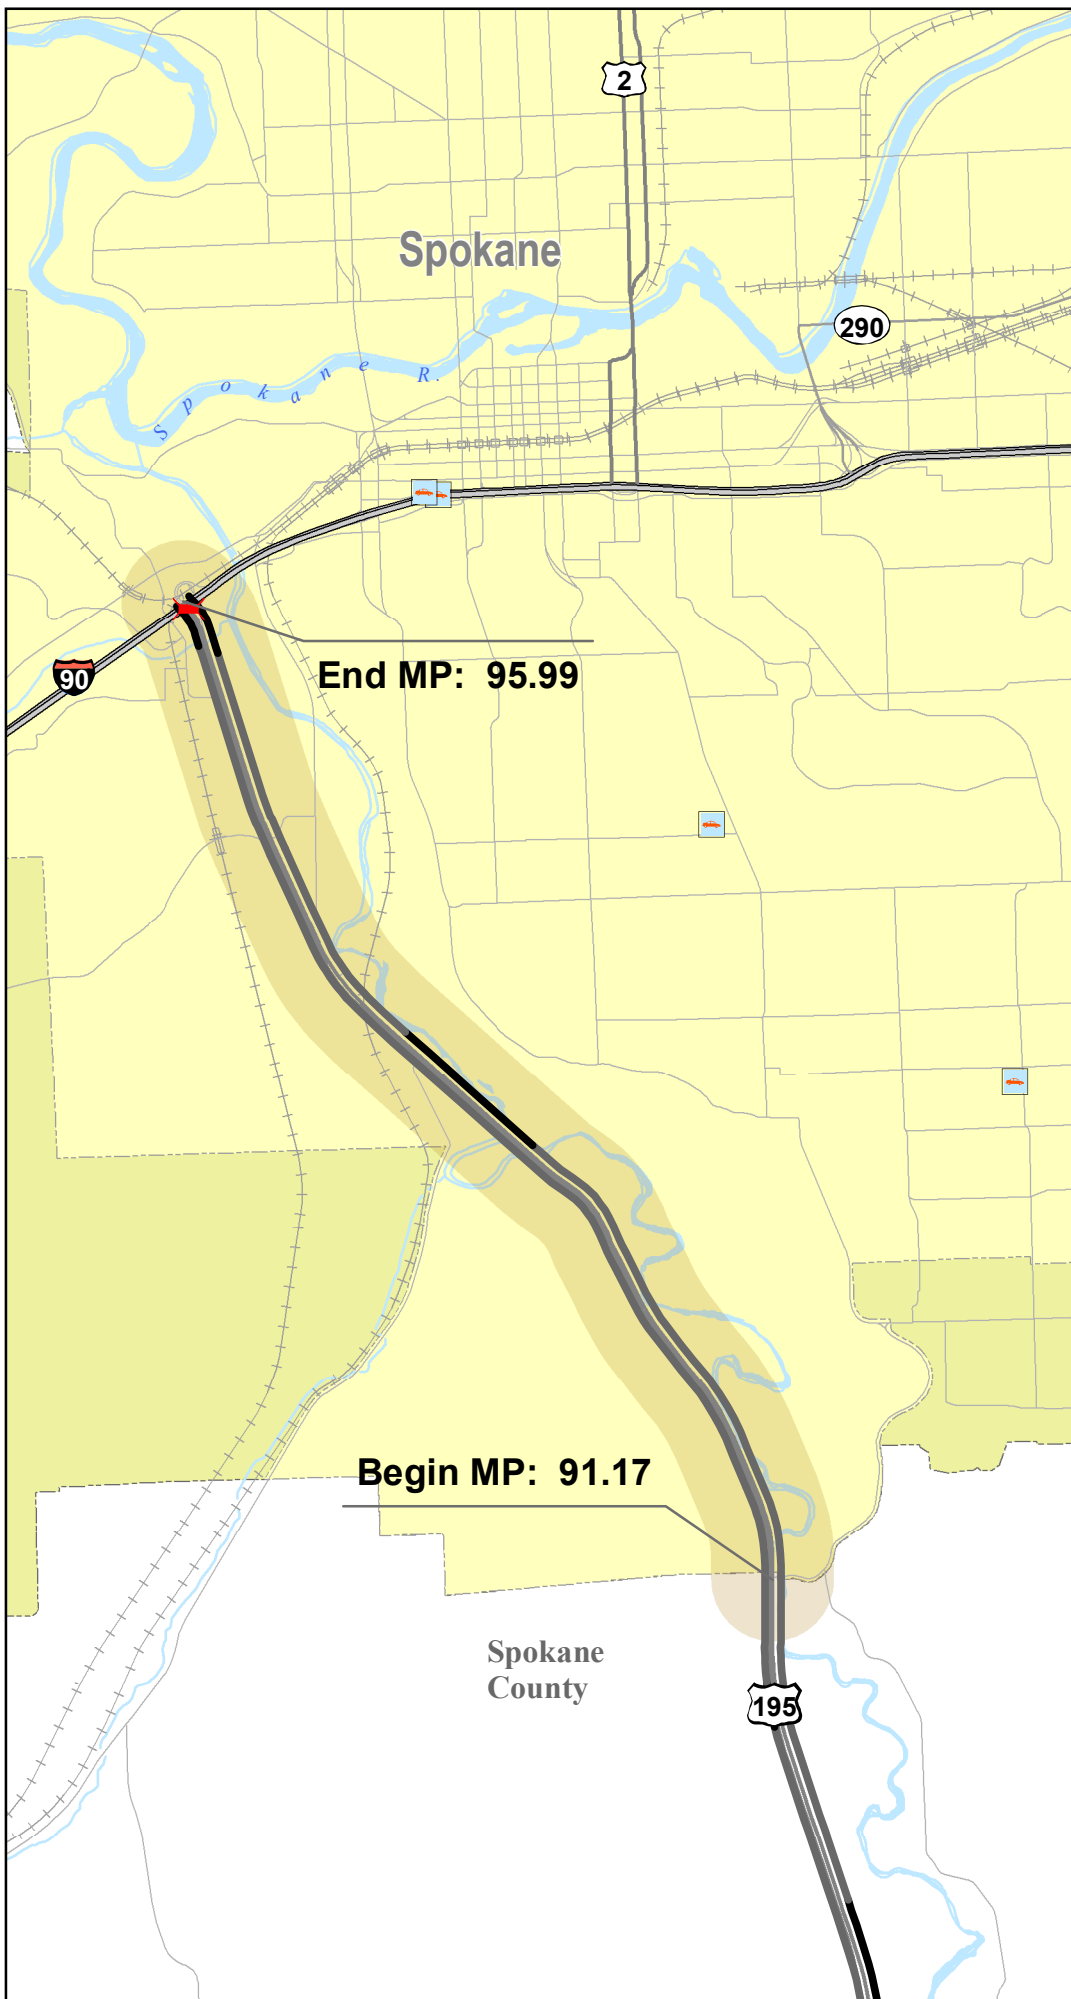 2
Spokane
290
Spokane R.
90
End MP: 95.99
Begin MP: 91.17
Spokane
County
195